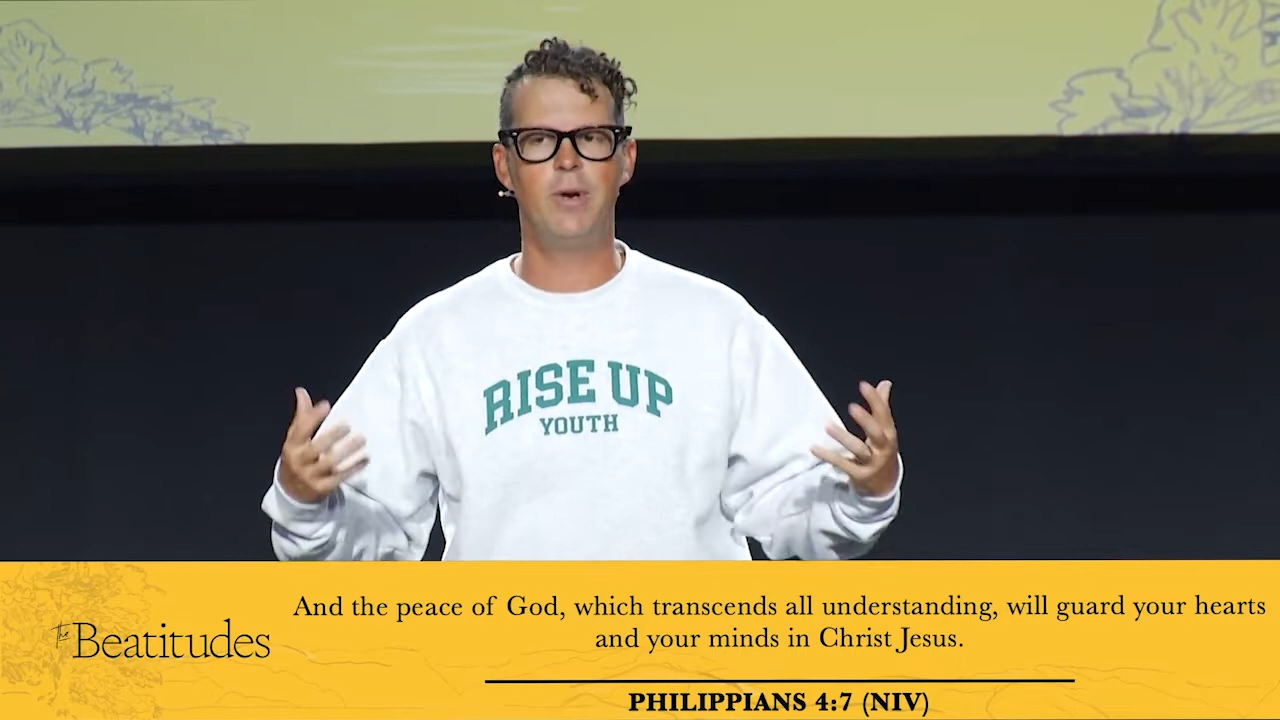 RISE UP
YOUTH
And the peace of God, which transcends all understanding, will guard your hearts
and your minds in Christ Jesus.
The Beatitudes
PHILIPPIANS 4:7 (NIV)